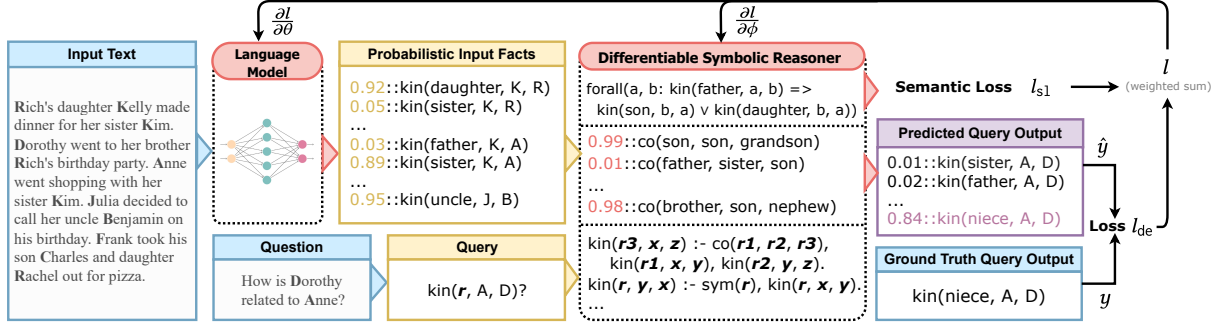 ∂l/∂θ
∂l/∂ϕ
Input Text
Rich's daughter Kelly made
dinner for her sister Kim.
Dorothy went to her brother
Rich's birthday party. Anne
went shopping with her
sister Kim. Julia decided to
call her uncle Benjamin on
his birthday. Frank took his
son Charles and daughter
Rachel out for pizza.
Language
Model
Probabilistic Input Facts
0.92::kin(daughter, K, R)
0.05::kin(sister, K, R)
...
0.03::kin(father, K, A)
0.89::kin(sister, K, A)
...
0.95::kin(uncle, J, B)
Question
How is Dorothy
related to Anne?
Query
kin(r, A, D)?
Differentiable Symbolic Reasoner
forall(a, b: kin(father, a, b) =>
kin(son, b, a) ∨ kin(daughter, b, a))
0.99::co(son, son, grandson)
0.01::co(father, sister, son)
...
0.98::co(brother, son, nephew)
kin(r3, x, z) :- co(r1, r2, r3),
kin(r1, x, y), kin(r2, y, z).
kin(r, y, x) :- sym(r), kin(r, x, y).
...
Semantic Loss l_sl
l
(weighted sum)
Predicted Query Output
0.01::kin(sister, A, D)
0.02::kin(father, A, D)
...
0.84::kin(niece, A, D)
ŷ
Loss l_de
Ground Truth Query Output
kin(niece, A, D)
y